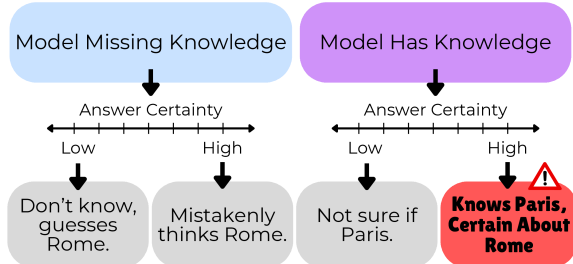 Model Missing Knowledge
Model Has Knowledge
Answer Certainty
Answer Certainty
Low
High
Low
High
Don't know,
guesses
Rome.
Mistakenly
thinks Rome.
Not sure if
Paris.
!
Knows Paris,
Certain About
Rome